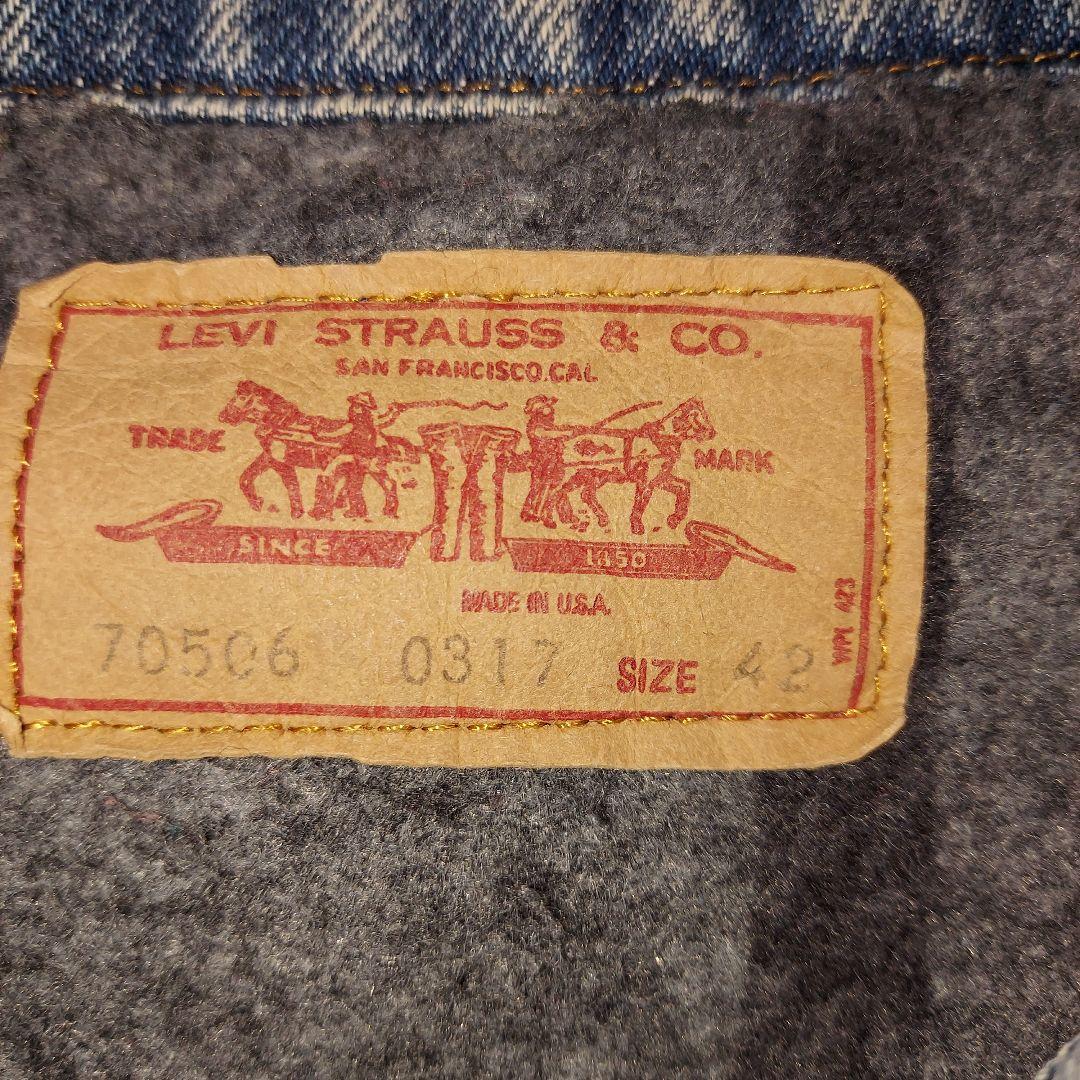 LEVI STRAUSS & CO.
SAN FRANCISCO, CAL
TRADE MARK
SINCE 1850
MADE IN U.S.A.
70506 0317 SIZE 42
WPL 423